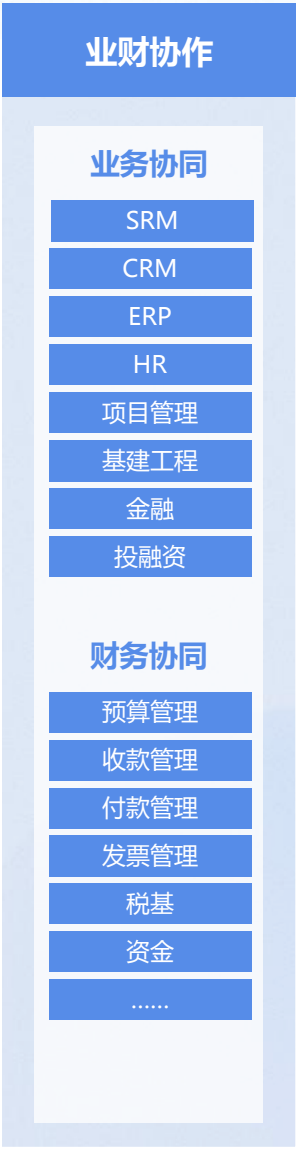 业财协作
业务协同
SRM
CRM
ERP
HR
项目管理
基建工程
金融
投融资
财务协同
预算管理
收款管理
付款管理
发票管理
税基
资金
......